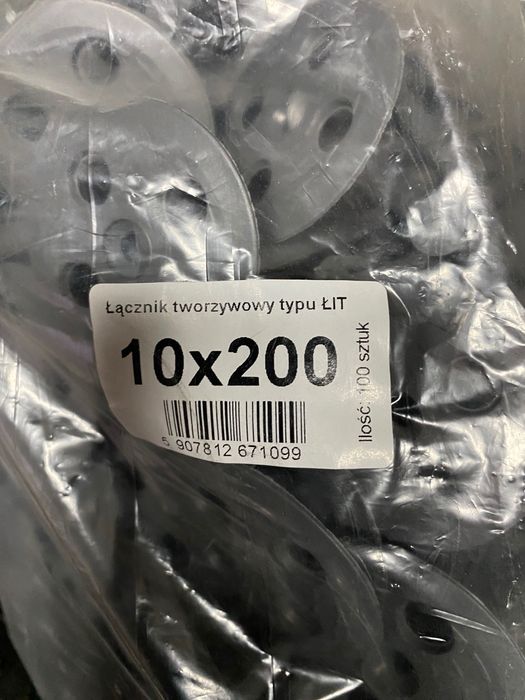 Łącznik tworzywowy typu ŁIT
10x200
Ilość: 100 sztuk
5 907812 671099